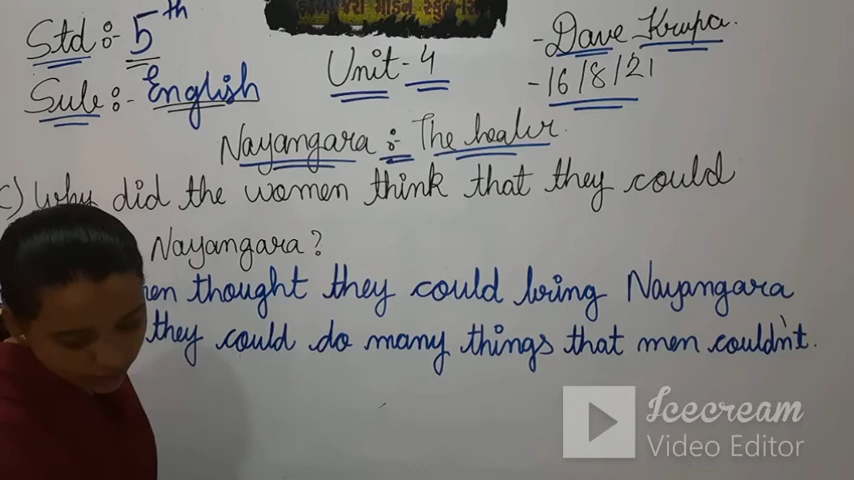 Std :- 5th
Sub :- English
Unit - 4
- Dave Krupa.
- 16/8/21
Nayangara :- The healer.
C) Why did the women think that they could
Nayangara?
thought they could bring Nayangara
they could do many things that men couldn't.
Icecream
Video Editor